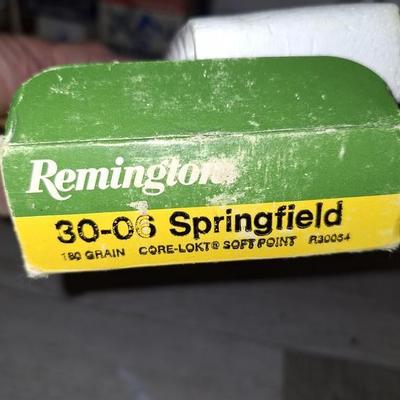 Remington
30-06 Springfield
180 GRAIN CORE-LOKT® SOFT POINT R30064